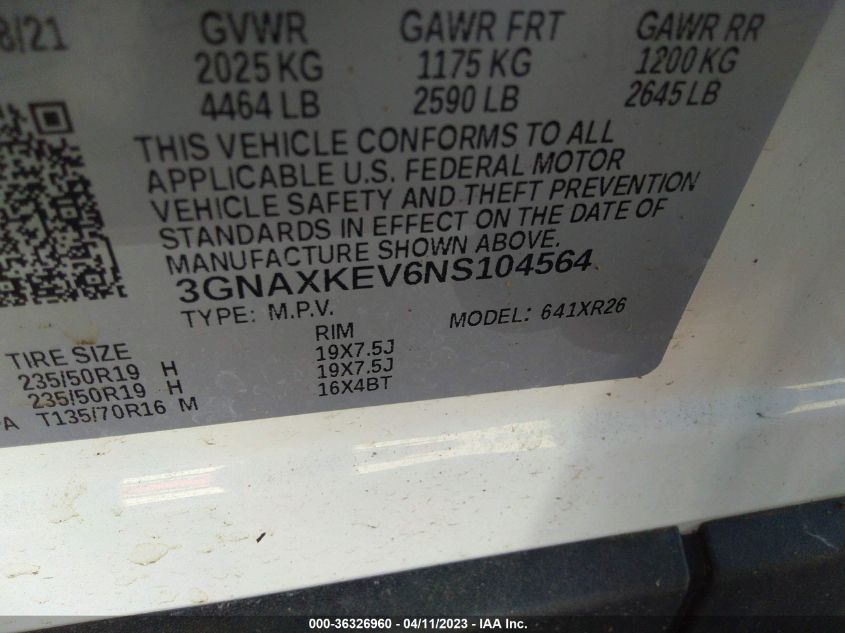 8/21 GVWR GAWR FRT GAWR RR
2025 KG 1175 KG 1200 KG
4464 LB 2590 LB 2645 LB
THIS VEHICLE CONFORMS TO ALL
APPLICABLE U.S. FEDERAL MOTOR
VEHICLE SAFETY AND THEFT PREVENTION
STANDARDS IN EFFECT ON THE DATE OF
MANUFACTURE SHOWN ABOVE.
3GNAXKEV6NS104564
TYPE: M.P.V. MODEL: 641XR26
TIRE SIZE RIM
235/50R19 H 19X7.5J
235/50R19 H 19X7.5J
PA T135/70R16 M 16X4BT
000-36326960 - 04/11/2023 - IAA Inc.